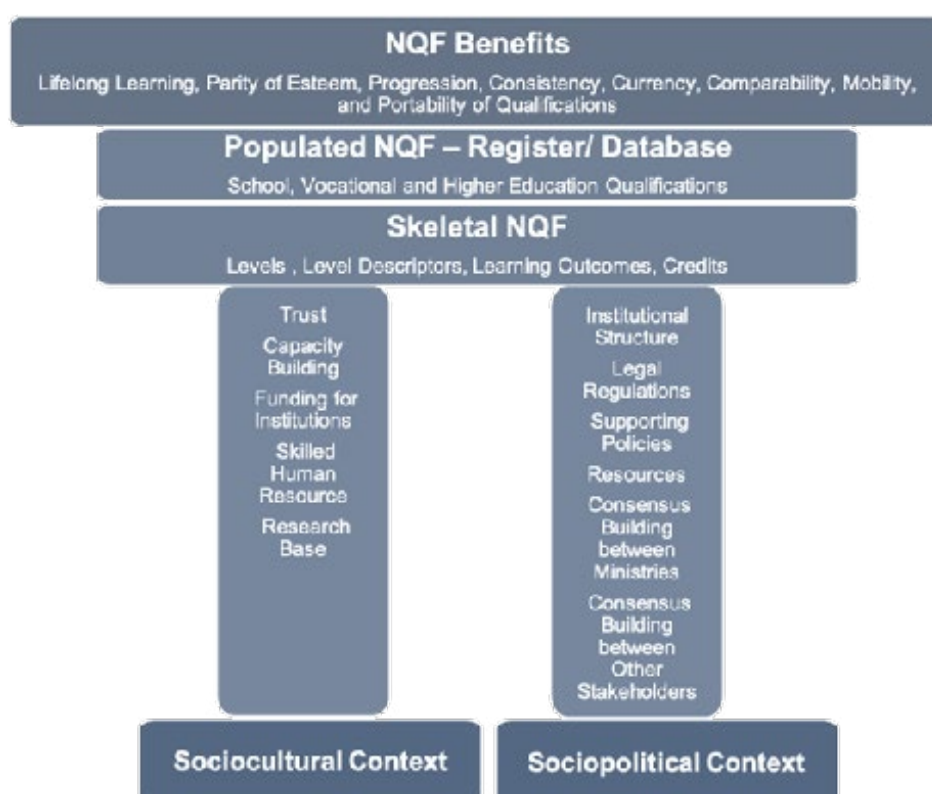 NQF Benefits
Lifelong Learning, Parity of Esteem, Progression, Consistency, Currency, Comparability, Mobility,
and Portability of Qualifications
Populated NQF – Register/ Database
School, Vocational and Higher Education Qualifications
Skeletal NQF
Levels , Level Descriptors, Learning Outcomes, Credits
Trust
Capacity
Building
Funding for
Institutions
Skilled
Human
Resource
Research
Base
Institutional
Structure
Legal
Regulations
Supporting
Policies
Resources
Consensus
Building
between
Ministries
Consensus
Building
between
Other
Stakeholders
Sociocultural Context
Sociopolitical Context